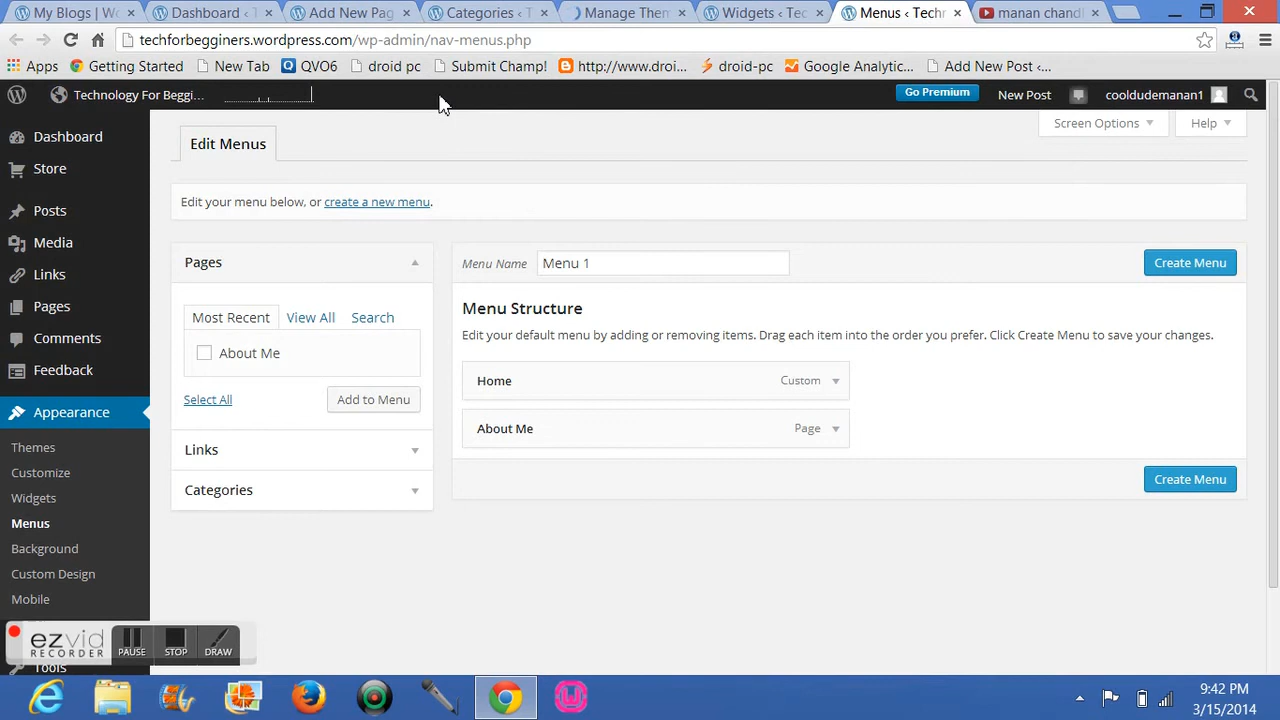 My Blogs | Wo
Dashboard ‹ T
Add New Pag
Categories ‹ T
Manage Them
Widgets ‹ Tec
Menus ‹ Techn
manan chandl
techforbegginers.wordpress.com/wp-admin/nav-menus.php
Apps
Getting Started
New Tab
QVO6
droid pc
Submit Champ!
http://www.droi...
droid-pc
Google Analytic...
Add New Post ‹...
Technology For Beggi...
Go Premium
New Post
cooldudemanan1
Dashboard
Store
Posts
Media
Links
Pages
Comments
Feedback
Appearance
Themes
Customize
Widgets
Menus
Background
Custom Design
Mobile
Tools
Screen Options
Help
Edit Menus
Edit your menu below, or create a new menu.
Pages
Most Recent
View All
Search
About Me
Select All
Add to Menu
Links
Categories
Menu Name
Menu 1
Create Menu
Menu Structure
Edit your default menu by adding or removing items. Drag each item into the order you prefer. Click Create Menu to save your changes.
Home
Custom
About Me
Page
Create Menu
ezvid
RECORDER
PAUSE
STOP
DRAW
9:42 PM
3/15/2014